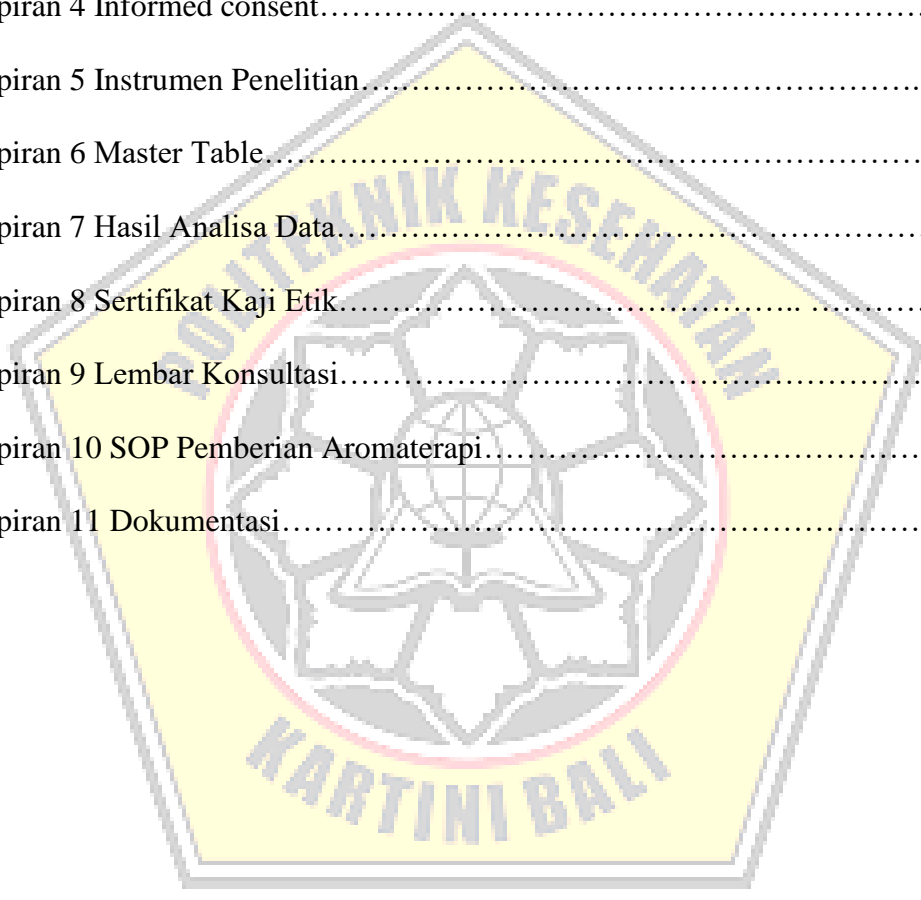 piran 4 Informed consent……………………………………………………………
piran 5 Instrumen Penelitian……………………………………………………….
piran 6 Master Table……….………………………………………………………
piran 7 Hasil Analisa Data……….…………………………………………………
piran 8 Sertifikat Kaji Etik……………………………………………….. …………
piran 9 Lembar Konsultasi…………………….……………………………………
piran 10 SOP Pemberian Aromaterapi……………………………………………
piran 11 Dokumentasi………………………………………………………………
POLITEKNIK KESEHATAN
KARTINI BALI